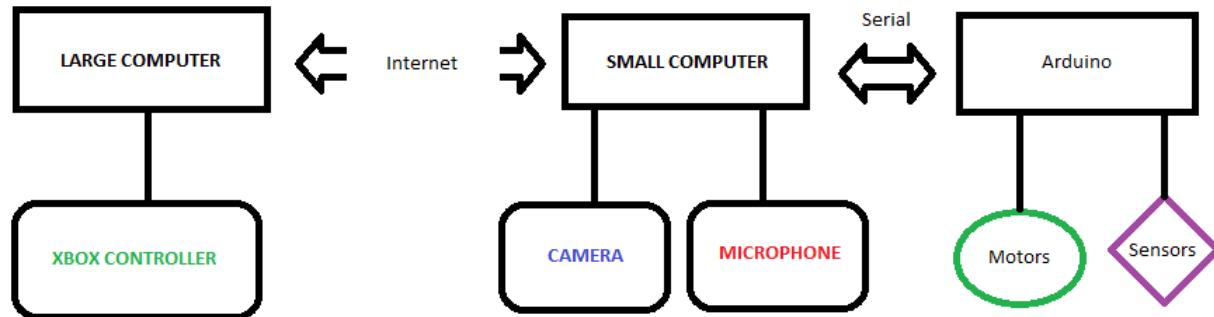 Serial
LARGE COMPUTER
Internet
SMALL COMPUTER
Arduino
XBOX CONTROLLER
CAMERA
MICROPHONE
Motors
Sensors